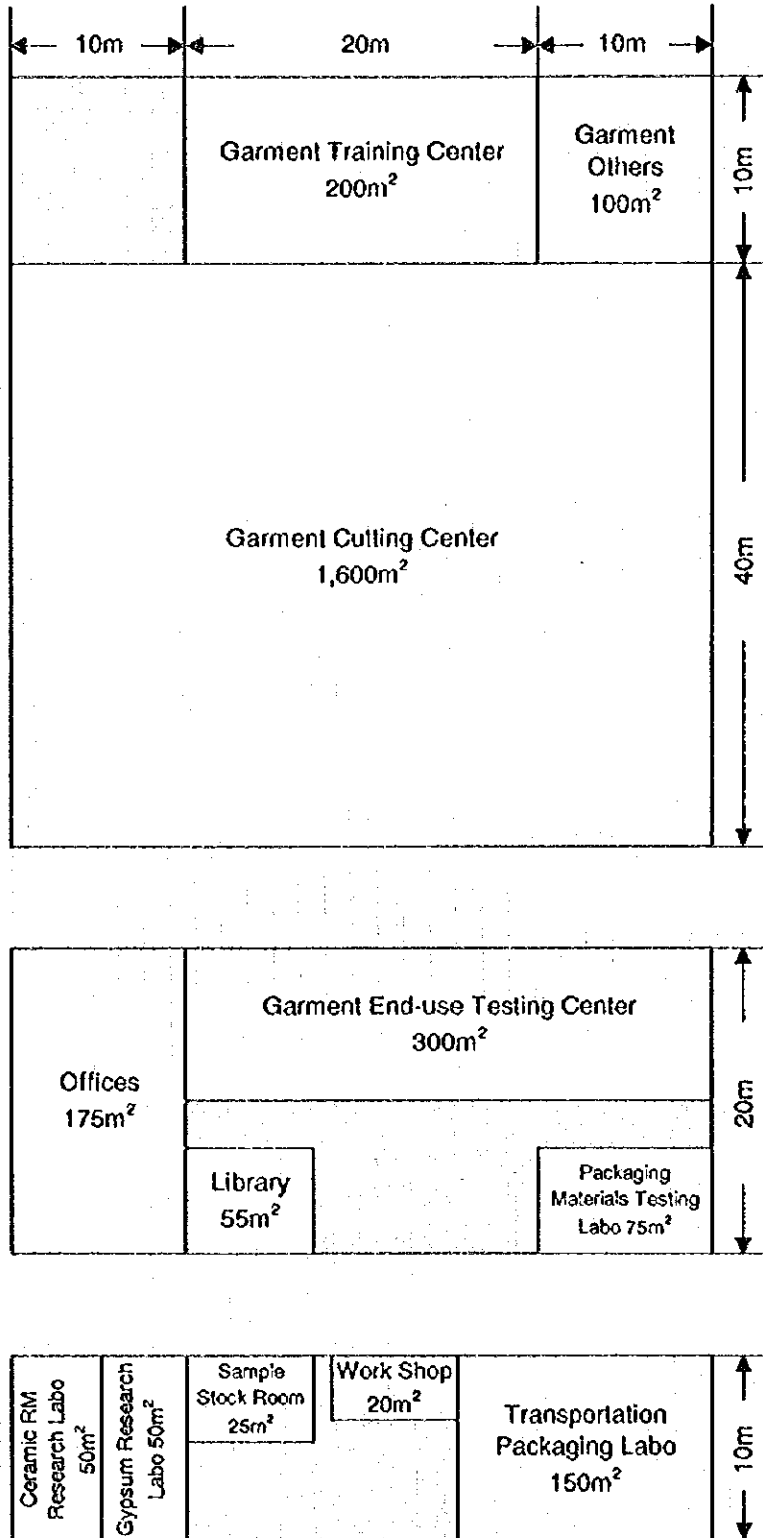 10m
20m
10m
Garment Training Center
200m²
Garment
Others
100m²
10m
Garment Cutting Center
1,600m²
40m
Garment End-use Testing Center
300m²
Offices
175m²
20m
Library
55m²
Packaging
Materials Testing
Labo 75m²
Ceramic RM
Research Labo
50m²
Gypsum Research
Labo 50m²
Sample
Stock Room
25m²
Work Shop
20m²
Transportation
Packaging Labo
150m²
10m